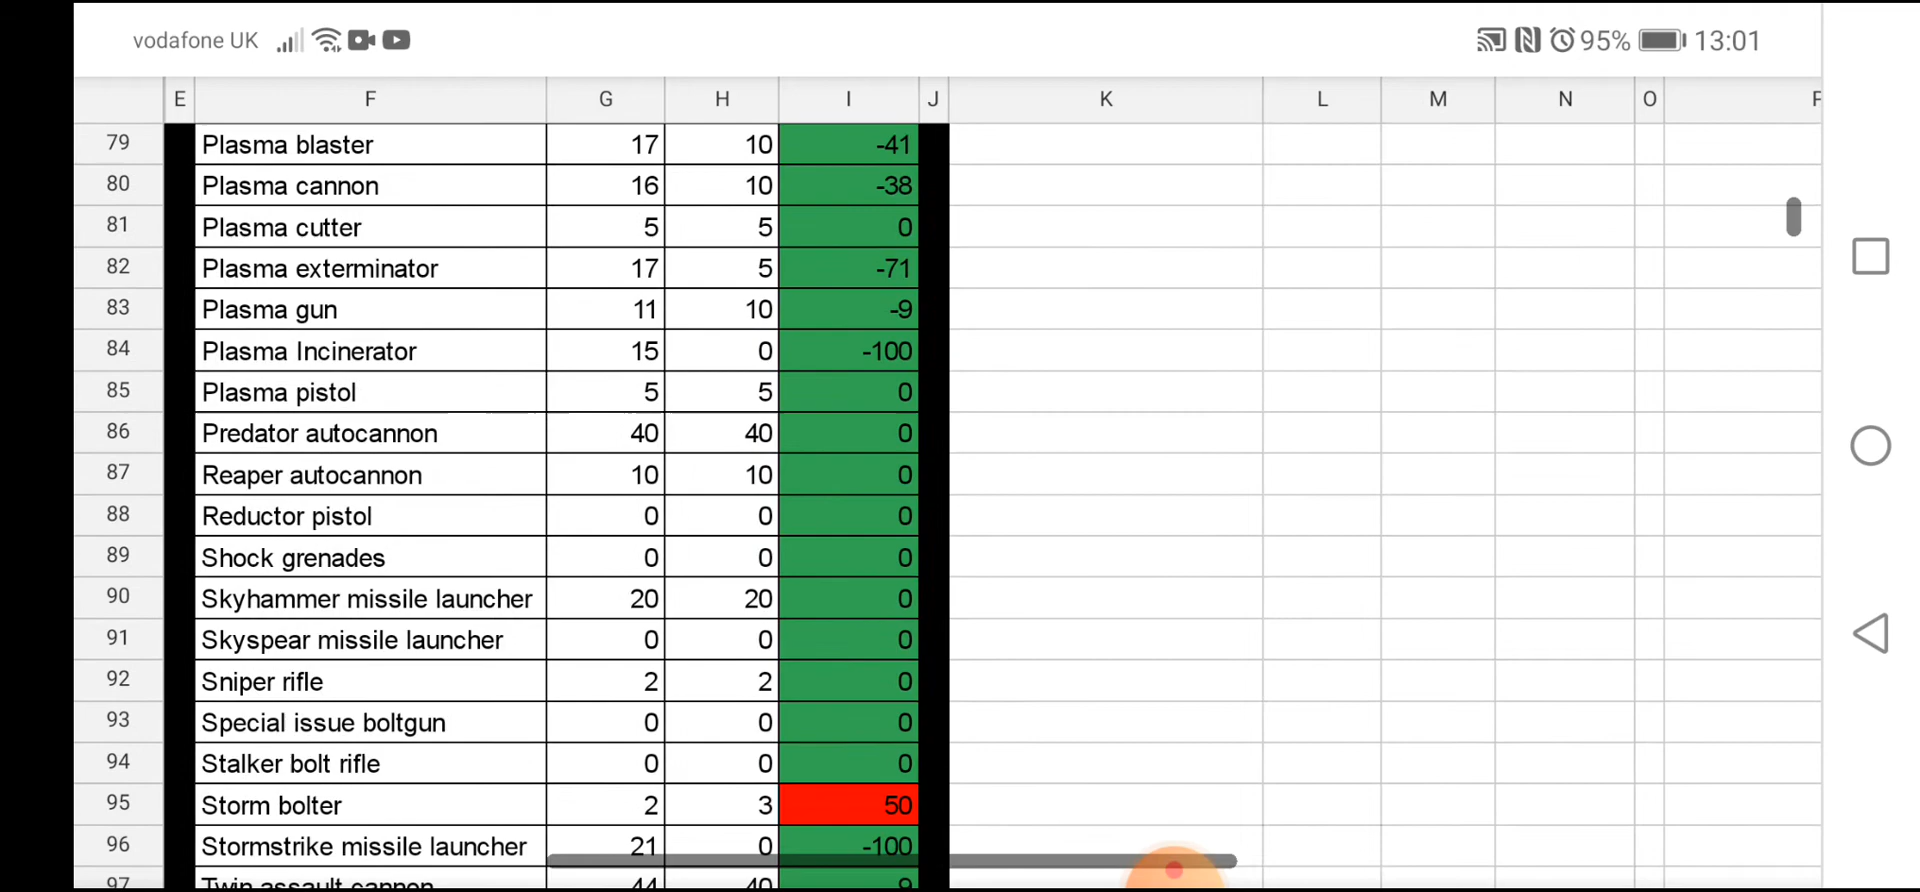 vodafone UK 95% 13:01
E F G H I J K L M N O
79 Plasma blaster 17 10 -41
80 Plasma cannon 16 10 -38
81 Plasma cutter 5 5 0
82 Plasma exterminator 17 5 -71
83 Plasma gun 11 10 -9
84 Plasma Incinerator 15 0 -100
85 Plasma pistol 5 5 0
86 Predator autocannon 40 40 0
87 Reaper autocannon 10 10 0
88 Reductor pistol 0 0 0
89 Shock grenades 0 0 0
90 Skyhammer missile launcher 20 20 0
91 Skyspear missile launcher 0 0 0
92 Sniper rifle 2 2 0
93 Special issue boltgun 0 0 0
94 Stalker bolt rifle 0 0 0
95 Storm bolter 2 3 50
96 Stormstrike missile launcher 21 0 -100
97 Twin assault cannon 44 40